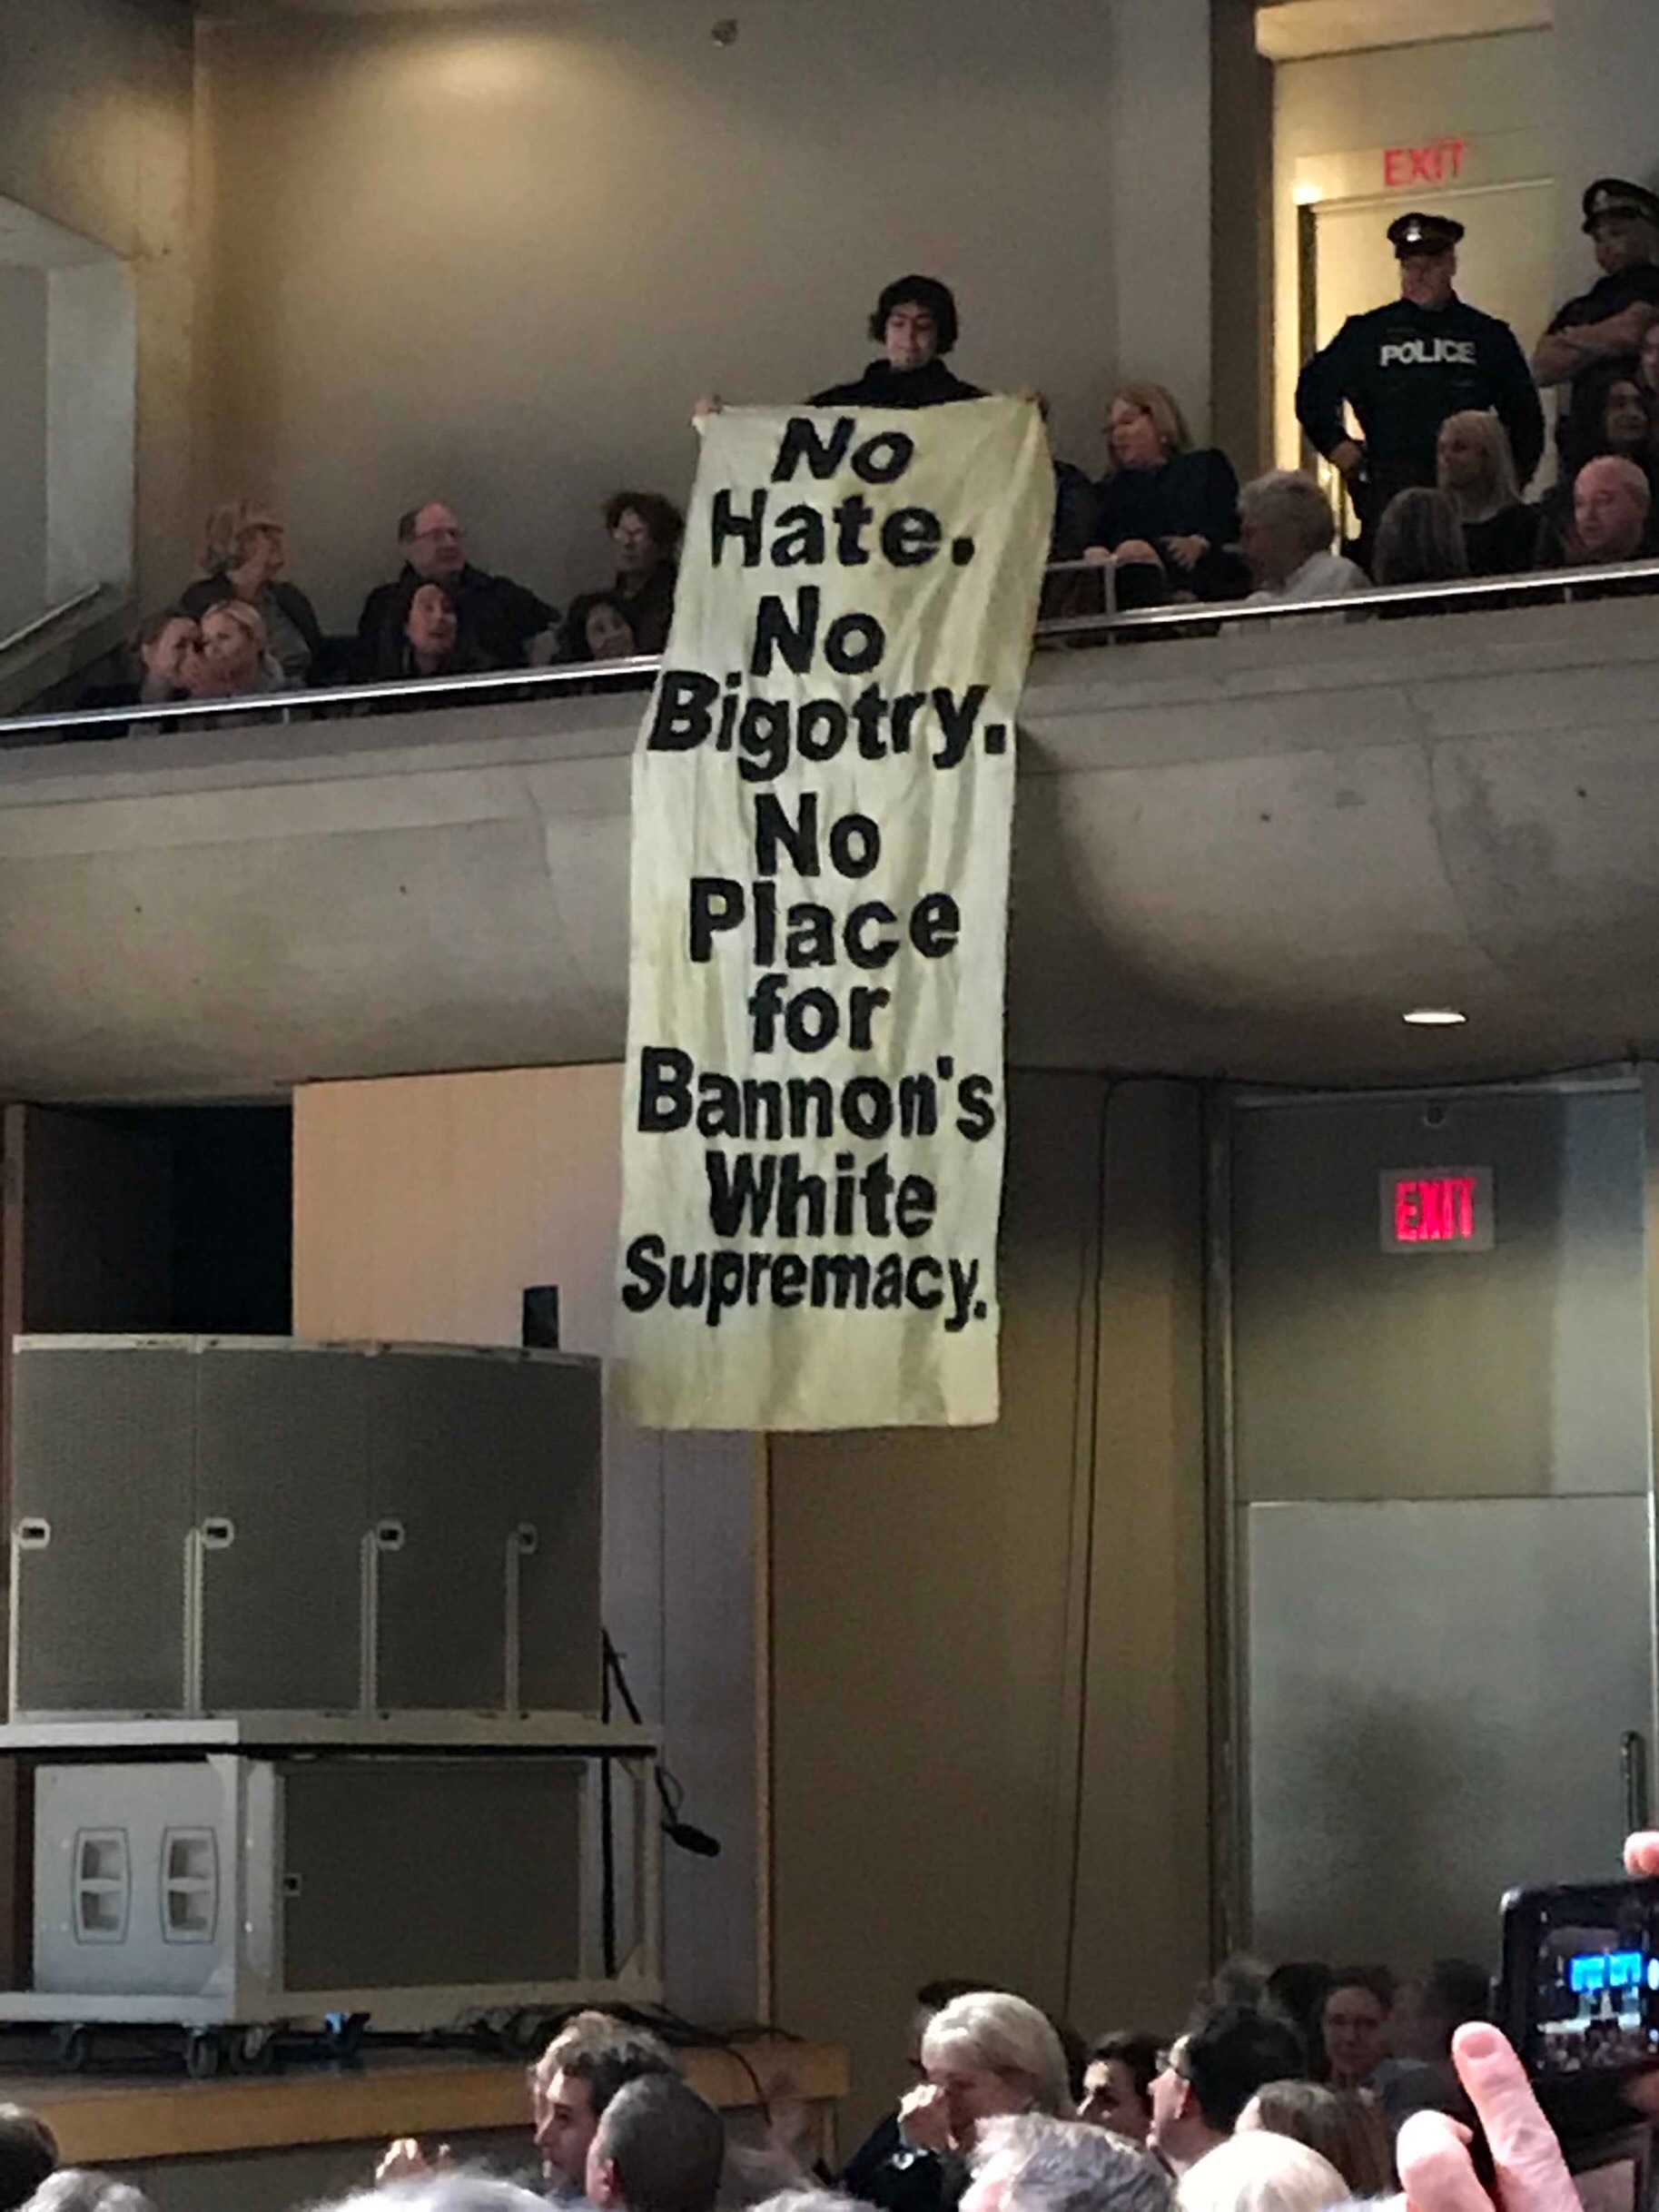 EXIT
POLICE
No
Hate.
No
Bigotry.
No
Place
for
Bannon's
White
Supremacy.
EXIT